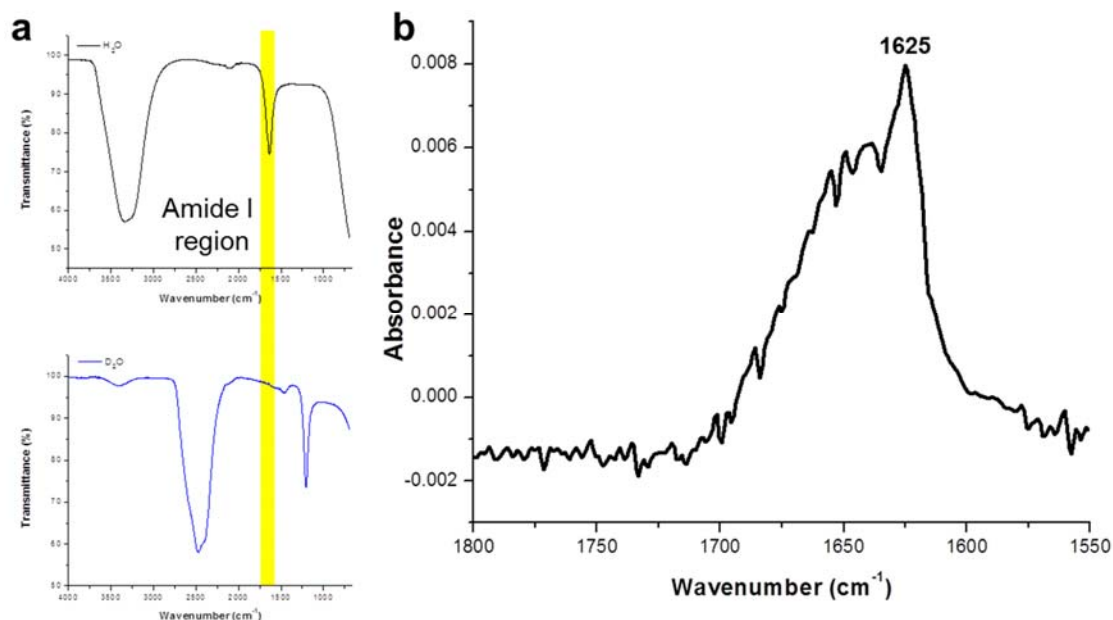 a
H₂O
Transmittance (%)
100
90
80
70
60
50
4000 3500 3000 2500 2000 1500 1000
Wavenumber (cm⁻¹)
Amide I
region
D₂O
Transmittance (%)
100
90
80
70
60
50
4000 3500 3000 2500 2000 1500 1000
Wavenumber (cm⁻¹)
b
1625
Absorbance
0.008
0.006
0.004
0.002
0.000
-0.002
1800 1750 1700 1650 1600 1550
Wavenumber (cm⁻¹)